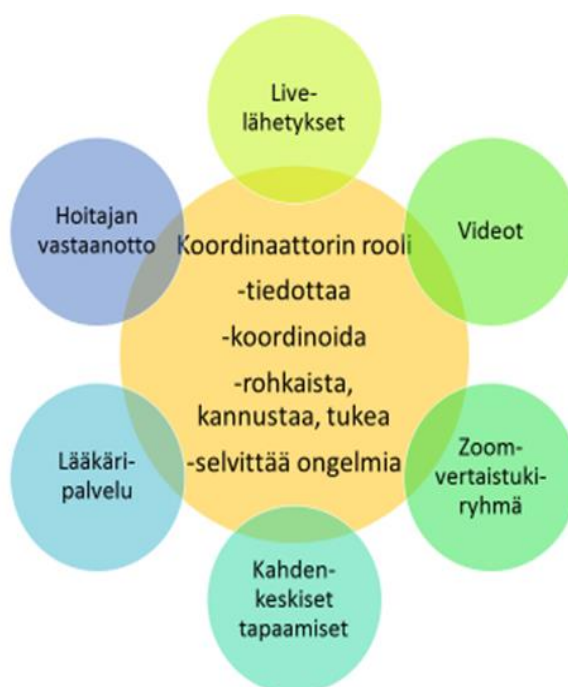 Live-
lähetykset
Hoitajan
vastaanotto
Videot
Koordinaattorin rooli
-tiedottaa
-koordinoida
-rohkaista,
kannustaa, tukea
-selvittää ongelmia
Lääkäri-
palvelu
Zoom-
vertaistuki-
ryhmä
Kahden-
keskiset
tapaamiset